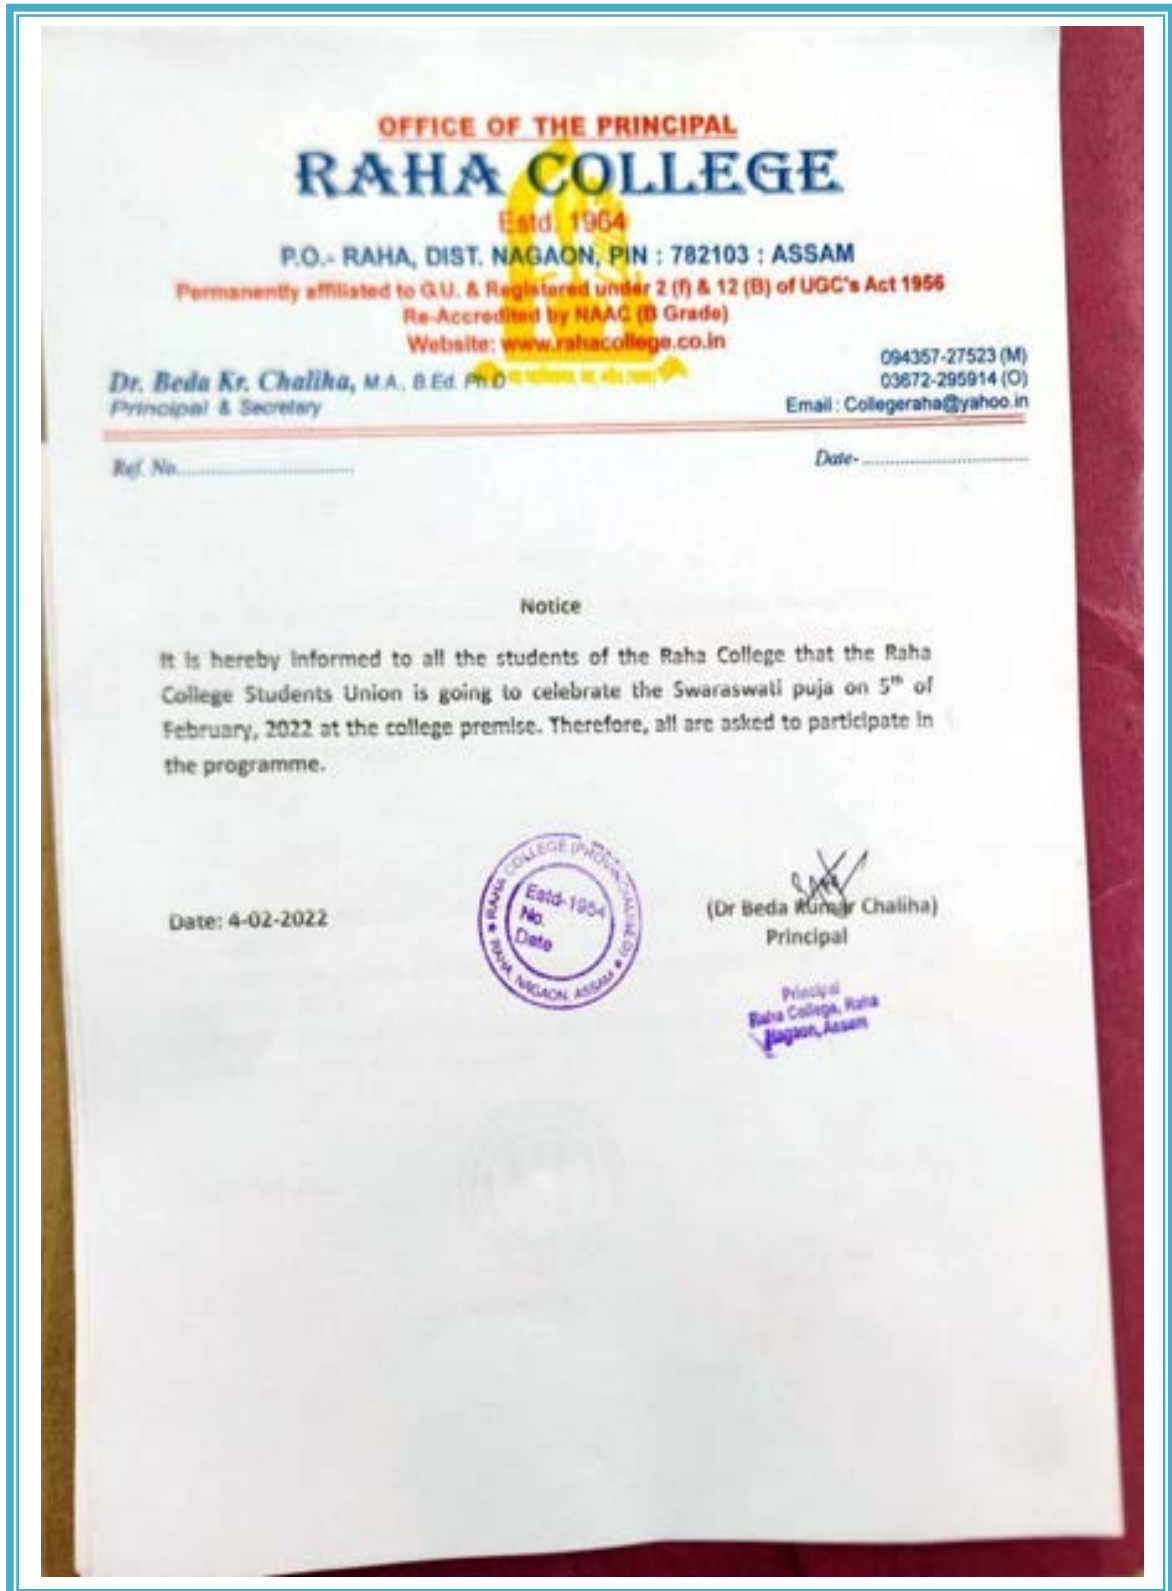 OFFICE OF THE PRINCIPAL
RAHA COLLEGE
Estd. 1964
P.O.- RAHA, DIST. NAGAON, PIN : 782103 : ASSAM
Permanently affiliated to G.U. & Registered under 2 (f) & 12 (B) of UGC's Act 1956
Re-Accredited by NAAC (B Grade)
Website: www.rahacollege.co.in
094357-27523 (M)
Dr. Beda Kr. Chaliha, M.A., B.Ed. Ph.D
03672-295914 (O)
Principal & Secretary
Email : Collegeraha@yahoo.in
Ref. No.
Date-
Notice
It is hereby informed to all the students of the Raha College that the Raha
College Students Union is going to celebrate the Swaraswati puja on 5th of
February, 2022 at the college premise. Therefore, all are asked to participate in
the programme.
Date: 4-02-2022
RAHA COLLEGE (PROVINCIALISED)
Estd-1964
No.
Date
RAHA, NAGAON, ASSAM
(Dr Beda Kumar Chaliha)
Principal
Principal
Raha College, Raha
Nagaon, Assam